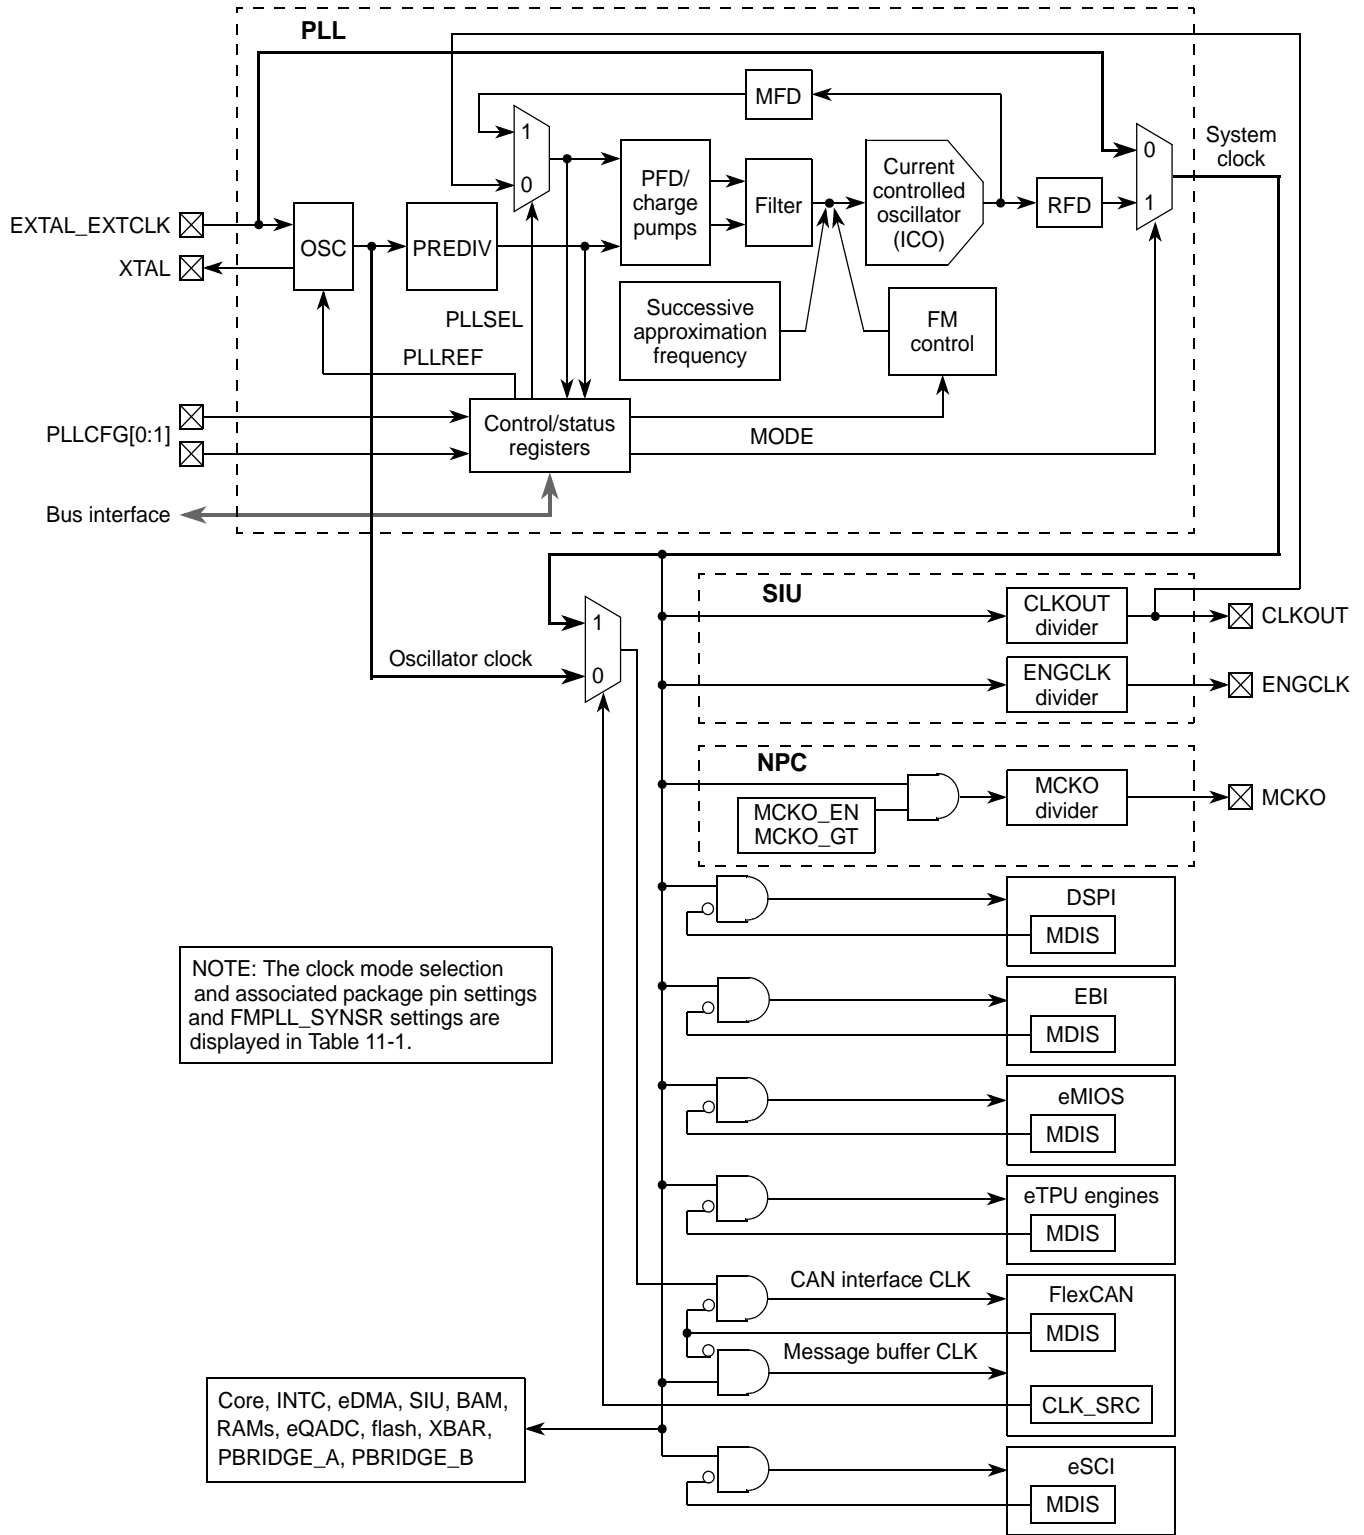 PLL
MFD
1
0
PFD/
charge
pumps
Filter
Current
controlled
oscillator
(ICO)
RFD
0
1
System
clock
EXTAL_EXTCLK
XTAL
OSC
PREDIV
PLLSEL
PLLREF
Successive
approximation
frequency
FM
control
PLLCFG[0:1]
Control/status
registers
MODE
Bus interface
SIU
CLKOUT
divider
CLKOUT
1
0
Oscillator clock
ENGCLK
divider
ENGCLK
NPC
MCKO_EN
MCKO_GT
MCKO
divider
MCKO
DSPI
MDIS
NOTE: The clock mode selection
and associated package pin settings
and FMPLL_SYNSR settings are
displayed in Table 11-1.
EBI
MDIS
eMIOS
MDIS
eTPU engines
MDIS
CAN interface CLK
FlexCAN
MDIS
Message buffer CLK
CLK_SRC
Core, INTC, eDMA, SIU, BAM,
RAMs, eQADC, flash, XBAR,
PBRIDGE_A, PBRIDGE_B
eSCI
MDIS